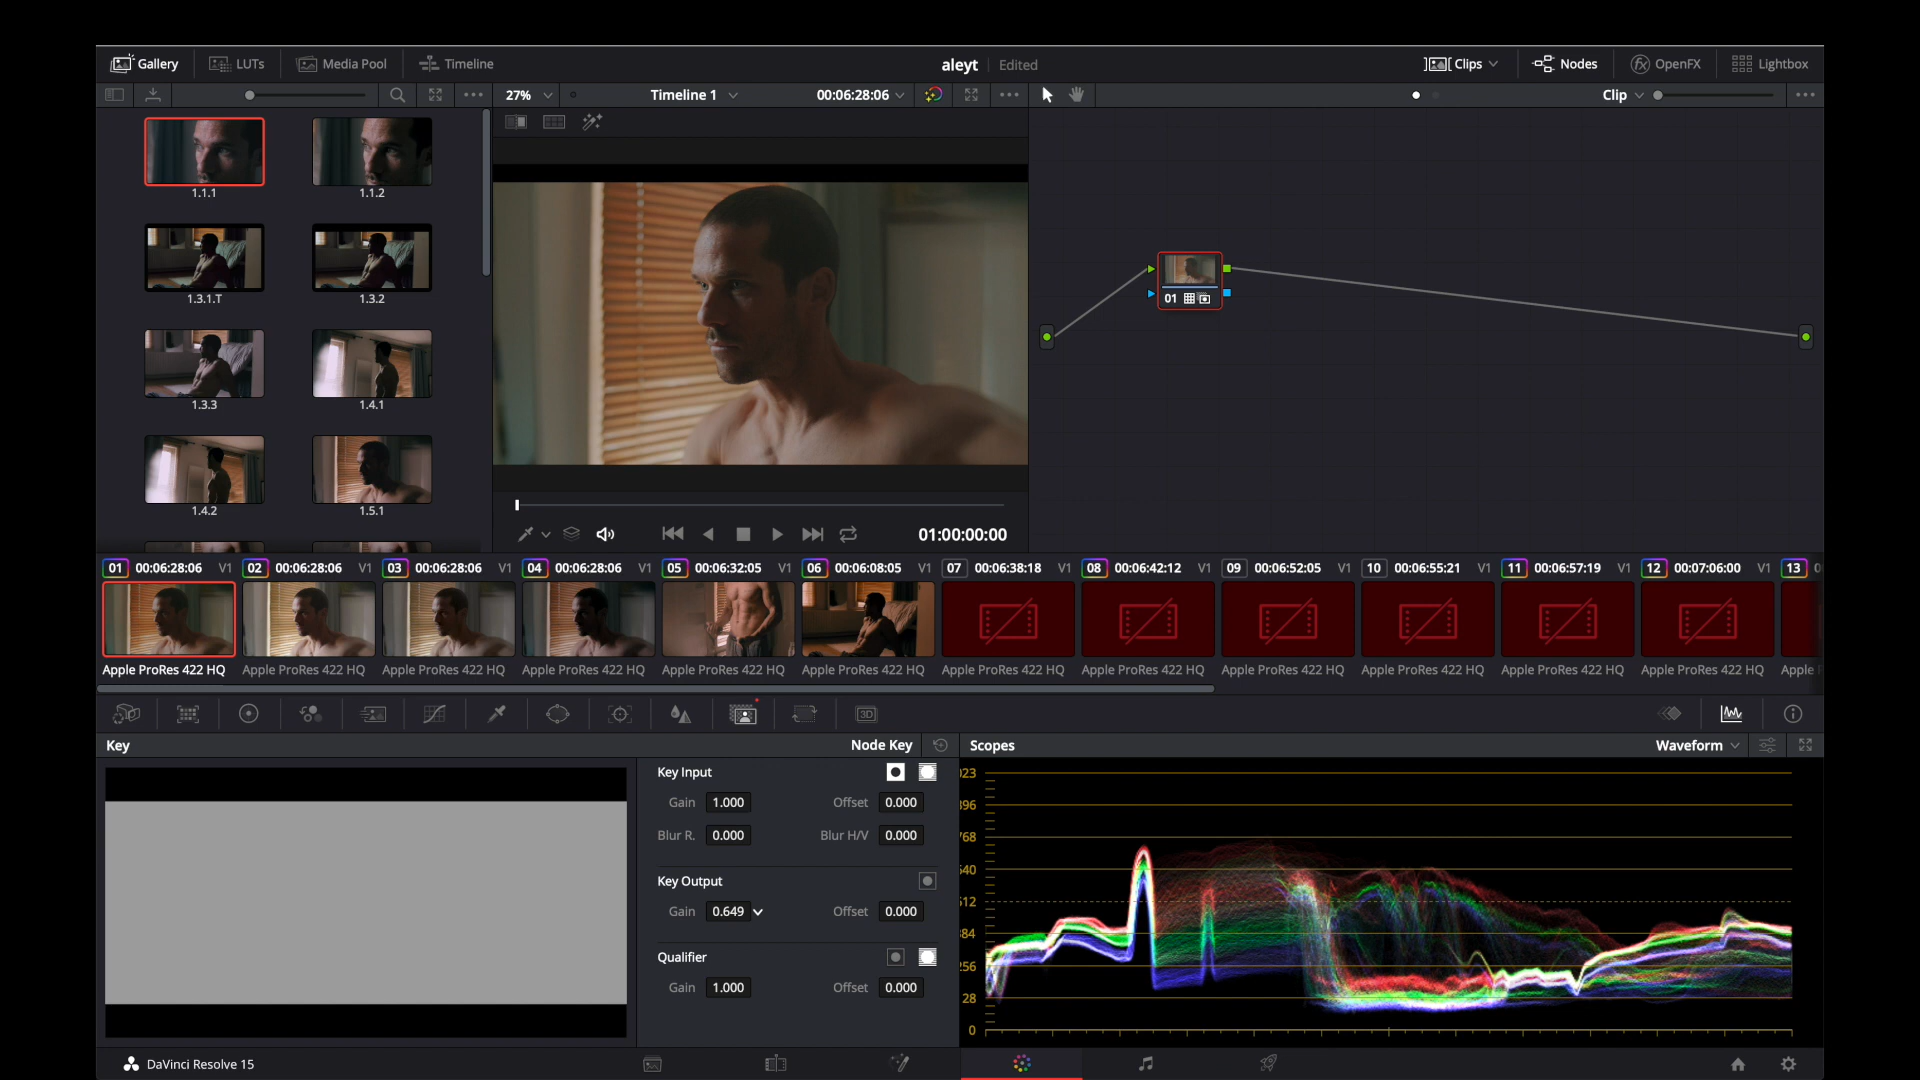 Gallery LUTs Media Pool Timeline aleyt Edited Clips Nodes OpenFX Lightbox
27% Timeline 1 00:06:28:06 Clip
1.1.1 1.1.2
1.3.1.T 1.3.2
1.3.3 1.4.1
1.4.2 1.5.1
01
01:00:00:00
01 00:06:28:06 V1 02 00:06:28:06 V1 03 00:06:28:06 V1 04 00:06:28:06 V1 05 00:06:32:05 V1 06 00:06:08:05 V1 07 00:06:38:18 V1 08 00:06:42:12 V1 09 00:06:52:05 V1 10 00:06:55:21 V1 11 00:06:57:19 V1 12 00:07:06:00 V1 13
Apple ProRes 422 HQ Apple ProRes 422 HQ Apple ProRes 422 HQ Apple ProRes 422 HQ Apple ProRes 422 HQ Apple ProRes 422 HQ Apple ProRes 422 HQ Apple ProRes 422 HQ Apple ProRes 422 HQ Apple ProRes 422 HQ Apple ProRes 422 HQ Apple ProRes 422 HQ Apple
3D
Key Node Key
Key Input
Gain 1.000 Offset 0.000
Blur R. 0.000 Blur H/V 0.000
Key Output
Gain 0.649 Offset 0.000
Qualifier
Gain 1.000 Offset 0.000
Scopes Waveform
023
896
768
640
512
384
256
28
0
DaVinci Resolve 15